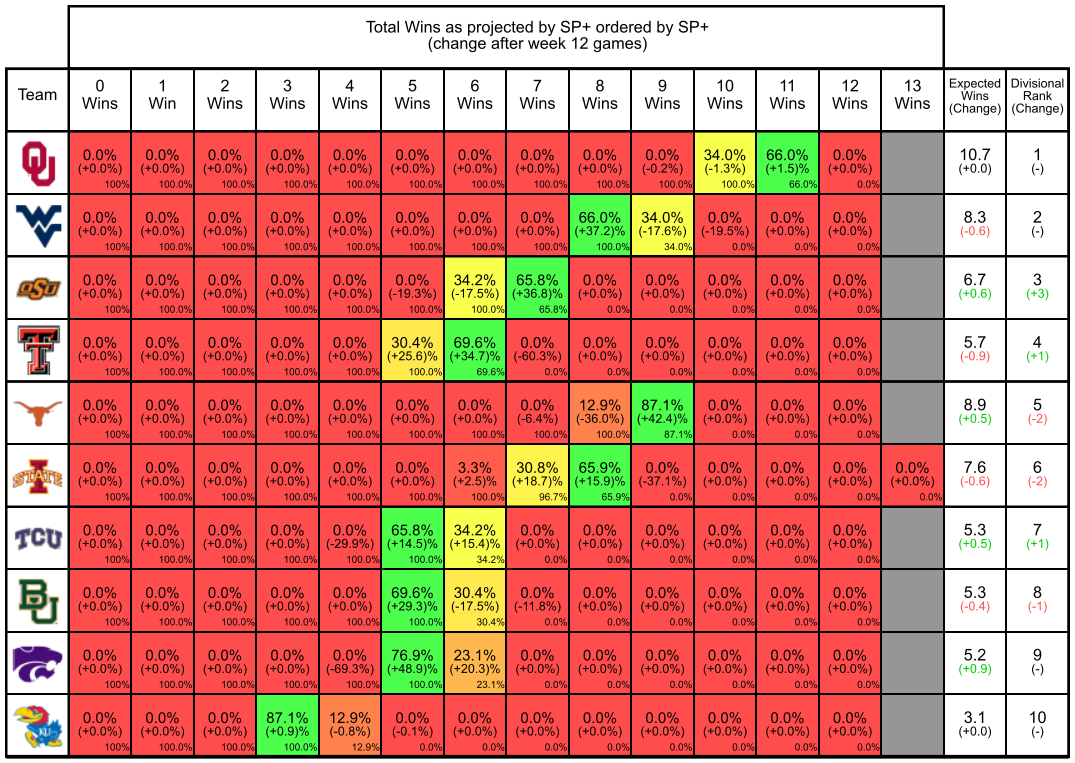 Total Wins as projected by SP+ ordered by SP+
(change after week 12 games)
Team
0 Wins
1 Win
2 Wins
3 Wins
4 Wins
5 Wins
6 Wins
7 Wins
8 Wins
9 Wins
10 Wins
11 Wins
12 Wins
13 Wins
Expected Wins (Change)
Divisional Rank (Change)
OU
0.0% 0.0% 0.0% 0.0% 0.0% 0.0% 0.0% 0.0% 0.0% 0.0% 34.0% 66.0% 0.0% 10.7 1
(+0.0%) (+0.0%) (+0.0%) (+0.0%) (+0.0%) (+0.0%) (+0.0%) (+0.0%) (+0.0%) (-0.2%) (-1.3%) (+1.5)% (+0.0%) (+0.0) (-)
100% 100.0% 100.0% 100.0% 100.0% 100.0% 100.0% 100.0% 100.0% 100.0% 100.0% 66.0% 0.0%
WV
0.0% 0.0% 0.0% 0.0% 0.0% 0.0% 0.0% 0.0% 66.0% 34.0% 0.0% 0.0% 0.0% 8.3 2
(+0.0%) (+0.0%) (+0.0%) (+0.0%) (+0.0%) (+0.0%) (+0.0%) (+0.0%) (+37.2)% (-17.6%) (-19.5%) (+0.0%) (+0.0%) (-0.6) (-)
100% 100.0% 100.0% 100.0% 100.0% 100.0% 100.0% 100.0% 100.0% 34.0% 0.0% 0.0% 0.0%
OSU
0.0% 0.0% 0.0% 0.0% 0.0% 0.0% 34.2% 65.8% 0.0% 0.0% 0.0% 0.0% 0.0% 6.7 3
(+0.0%) (+0.0%) (+0.0%) (+0.0%) (+0.0%) (-19.3%) (-17.5%) (+36.8)% (+0.0%) (+0.0%) (+0.0%) (+0.0%) (+0.0%) (+0.6) (+3)
100% 100.0% 100.0% 100.0% 100.0% 100.0% 100.0% 65.8% 0.0% 0.0% 0.0% 0.0% 0.0%
TT
0.0% 0.0% 0.0% 0.0% 0.0% 30.4% 69.6% 0.0% 0.0% 0.0% 0.0% 0.0% 0.0% 5.7 4
(+0.0%) (+0.0%) (+0.0%) (+0.0%) (+0.0%) (+25.6)% (+34.7)% (-60.3%) (+0.0%) (+0.0%) (+0.0%) (+0.0%) (+0.0%) (-0.9) (+1)
100% 100.0% 100.0% 100.0% 100.0% 100.0% 69.6% 0.0% 0.0% 0.0% 0.0% 0.0% 0.0%
0.0% 0.0% 0.0% 0.0% 0.0% 0.0% 0.0% 0.0% 12.9% 87.1% 0.0% 0.0% 0.0% 8.9 5
(+0.0%) (+0.0%) (+0.0%) (+0.0%) (+0.0%) (+0.0%) (+0.0%) (-6.4%) (-36.0%) (+42.4)% (+0.0%) (+0.0%) (+0.0%) (+0.5) (-2)
100% 100.0% 100.0% 100.0% 100.0% 100.0% 100.0% 100.0% 100.0% 87.1% 0.0% 0.0% 0.0%
I STATE
0.0% 0.0% 0.0% 0.0% 0.0% 0.0% 3.3% 30.8% 65.9% 0.0% 0.0% 0.0% 0.0% 0.0% 7.6 6
(+0.0%) (+0.0%) (+0.0%) (+0.0%) (+0.0%) (+0.0%) (+2.5)% (+18.7)% (+15.9)% (-37.1%) (+0.0%) (+0.0%) (+0.0%) (+0.0%) (-0.6) (-2)
100% 100.0% 100.0% 100.0% 100.0% 100.0% 100.0% 96.7% 65.9% 0.0% 0.0% 0.0% 0.0% 0.0%
TCU
0.0% 0.0% 0.0% 0.0% 0.0% 65.8% 34.2% 0.0% 0.0% 0.0% 0.0% 0.0% 0.0% 5.3 7
(+0.0%) (+0.0%) (+0.0%) (+0.0%) (-29.9%) (+14.5)% (+15.4)% (+0.0%) (+0.0%) (+0.0%) (+0.0%) (+0.0%) (+0.0%) (+0.5) (+1)
100% 100.0% 100.0% 100.0% 100.0% 100.0% 34.2% 0.0% 0.0% 0.0% 0.0% 0.0% 0.0%
BU
0.0% 0.0% 0.0% 0.0% 0.0% 69.6% 30.4% 0.0% 0.0% 0.0% 0.0% 0.0% 0.0% 5.3 8
(+0.0%) (+0.0%) (+0.0%) (+0.0%) (+0.0%) (+29.3)% (-17.5%) (-11.8%) (+0.0%) (+0.0%) (+0.0%) (+0.0%) (+0.0%) (-0.4) (-1)
100% 100.0% 100.0% 100.0% 100.0% 100.0% 30.4% 0.0% 0.0% 0.0% 0.0% 0.0% 0.0%
0.0% 0.0% 0.0% 0.0% 0.0% 76.9% 23.1% 0.0% 0.0% 0.0% 0.0% 0.0% 0.0% 5.2 9
(+0.0%) (+0.0%) (+0.0%) (+0.0%) (-69.3%) (+48.9)% (+20.3)% (+0.0%) (+0.0%) (+0.0%) (+0.0%) (+0.0%) (+0.0%) (+0.9) (-)
100% 100.0% 100.0% 100.0% 100.0% 100.0% 23.1% 0.0% 0.0% 0.0% 0.0% 0.0% 0.0%
KU
0.0% 0.0% 0.0% 87.1% 12.9% 0.0% 0.0% 0.0% 0.0% 0.0% 0.0% 0.0% 0.0% 3.1 10
(+0.0%) (+0.0%) (+0.0%) (+0.9)% (-0.8%) (-0.1%) (+0.0%) (+0.0%) (+0.0%) (+0.0%) (+0.0%) (+0.0%) (+0.0%) (+0.0) (-)
100% 100.0% 100.0% 100.0% 12.9% 0.0% 0.0% 0.0% 0.0% 0.0% 0.0% 0.0% 0.0%